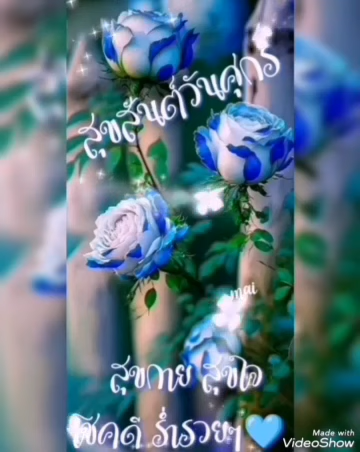 สุขสันต์วันศุกร์
mai
สุขกาย สุขใจ
โชคดี ร่ำรวยๆ
Made with
VideoShow